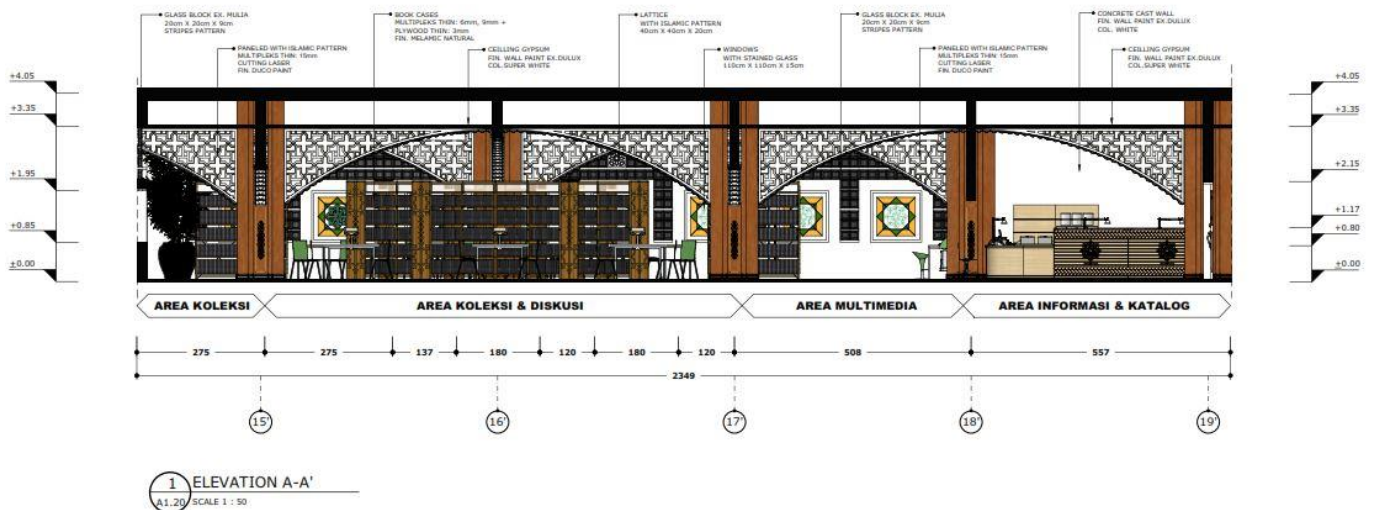 GLASS BLOCK EX. MULIA
20cm X 20cm X 9cm
STRIPES PATTERN
PANELED WITH ISLAMIC PATTERN
MULTIPLEKS THIN: 15mm
CUTTING LASER
FIN. DUCO PAINT
BOOK CASES
MULTIPLEKS THIN: 6mm, 9mm +
PLYWOOD THIN: 3mm
FIN. MELAMIC NATURAL
CEILLING GYPSUM
FIN. WALL PAINT EX.DULUX
COL.SUPER WHITE
LATTICE
WITH ISLAMIC PATTERN
40cm X 40cm X 20cm
WINDOWS
WITH STAINED GLASS
110cm X 110cm X 15cm
GLASS BLOCK EX. MULIA
20cm X 20cm X 9cm
STRIPES PATTERN
PANELED WITH ISLAMIC PATTERN
MULTIPLEKS THIN: 15mm
CUTTING LASER
FIN. DUCO PAINT
CONCRETE CAST WALL
FIN. WALL PAINT EX.DULUX
COL. WHITE
CEILLING GYPSUM
FIN. WALL PAINT EX.DULUX
COL.SUPER WHITE
+4.05
+3.35
+1.95
+0.85
+0.00
+4.05
+3.35
+2.15
+1.17
+0.80
+0.00
AREA KOLEKSI
AREA KOLEKSI & DISKUSI
AREA MULTIMEDIA
AREA INFORMASI & KATALOG
275 275 137 180 120 180 120 508 557
2349
15' 16' 17' 18' 19'
1 ELEVATION A-A'
A1.20 SCALE 1 : 50